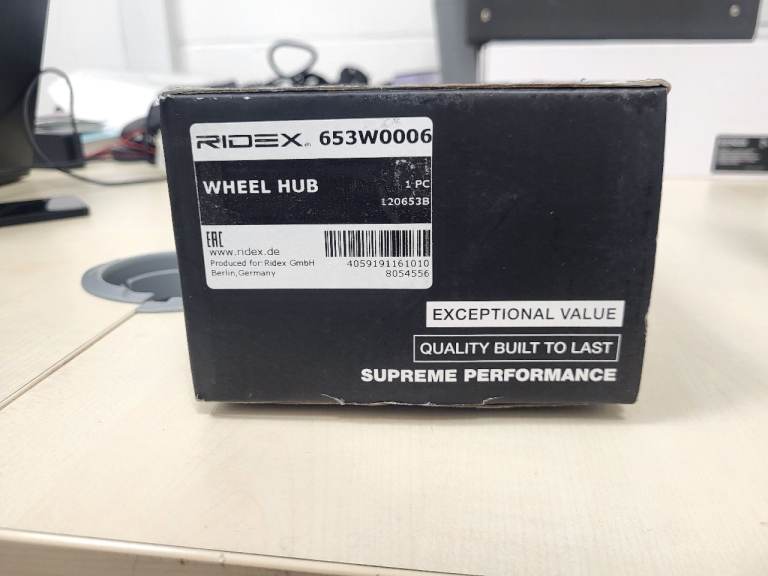 RIDEX 653W0006
WHEEL HUB
1 PC
120653B
EAC
www.ridex.de
Produced for: Ridex GmbH
Berlin, Germany
4059191161010
8054556
EXCEPTIONAL VALUE
QUALITY BUILT TO LAST
SUPREME PERFORMANCE